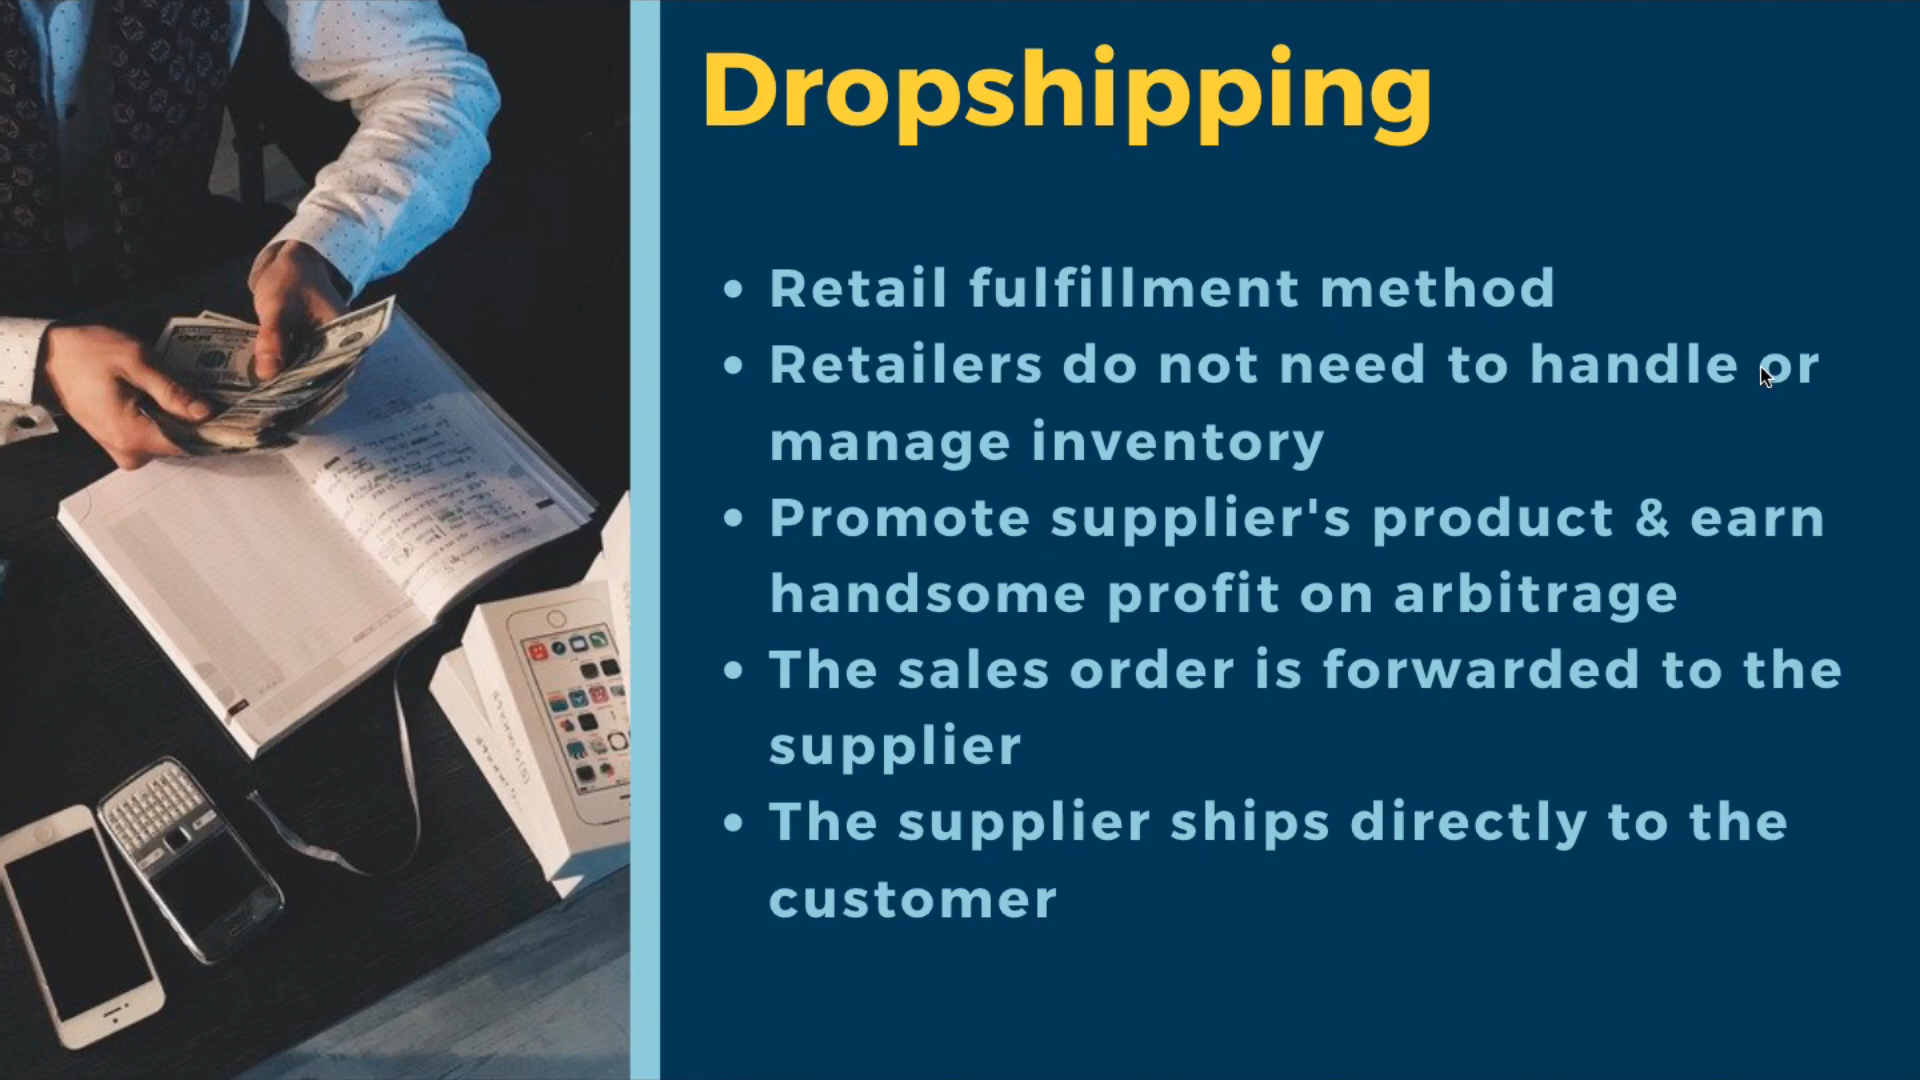 Dropshipping
• Retail fulfillment method
• Retailers do not need to handle or
manage inventory
• Promote supplier's product & earn
handsome profit on arbitrage
• The sales order is forwarded to the
supplier
• The supplier ships directly to the
customer